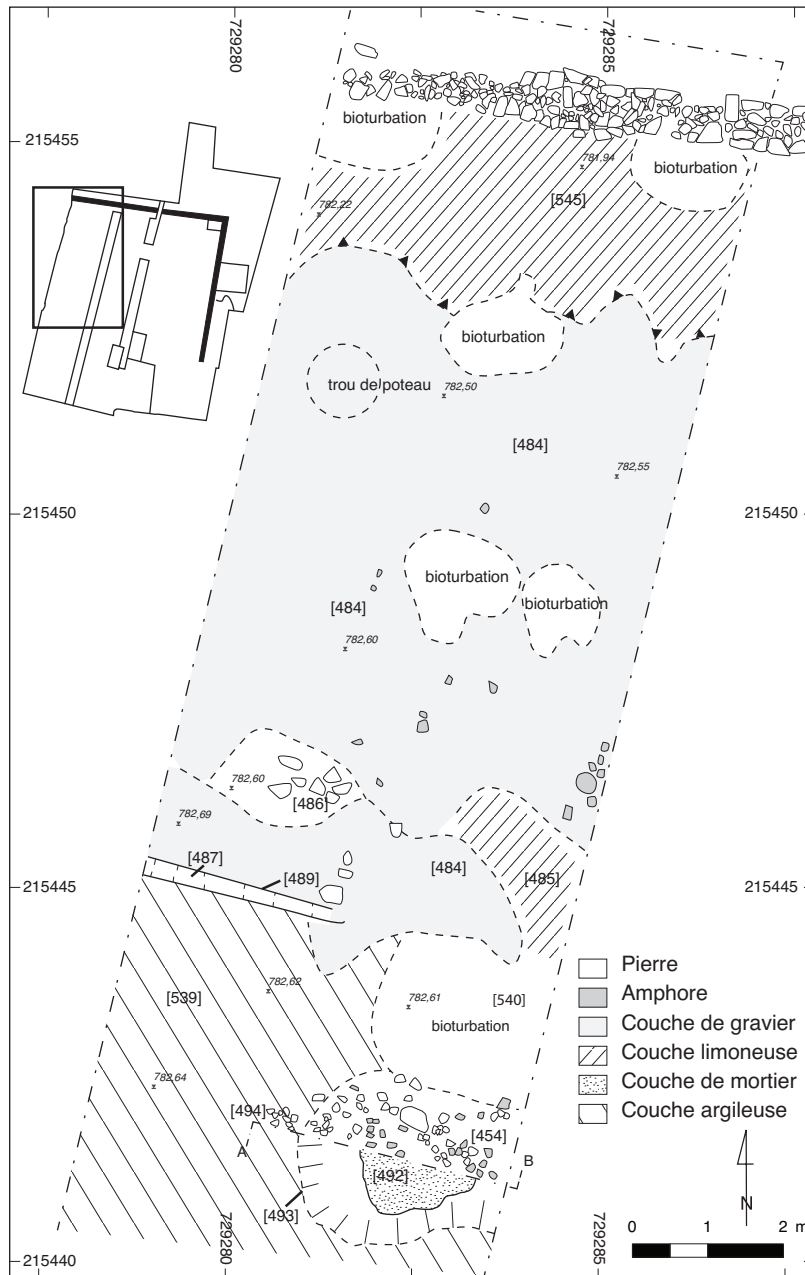 729280
729285
215455
bioturbation
bioturbation
781,94
[545]
782,22
bioturbation
trou de poteau
782,50
[484]
782,55
215450
215450
bioturbation
bioturbation
[484]
782,60
782,60
[486]
782,69
[487]
[489]
[484]
[485]
215445
215445
[539]
782,62
782,61
[540]
bioturbation
782,64
[494]
[454]
A
B
[492]
[493]
Pierre
Amphore
Couche de gravier
Couche limoneuse
Couche de mortier
Couche argileuse
N
0 1 2 m
729280
729285
215440